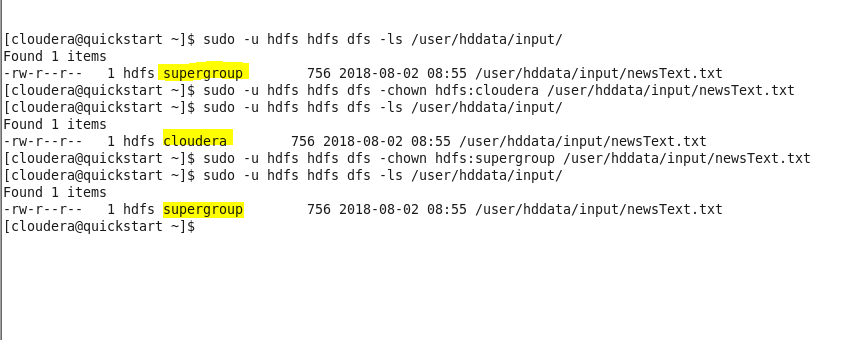 [cloudera@quickstart ~]$ sudo -u hdfs hdfs dfs -ls /user/hddata/input/
Found 1 items
-rw-r--r--   1 hdfs supergroup        756 2018-08-02 08:55 /user/hddata/input/newsText.txt
[cloudera@quickstart ~]$ sudo -u hdfs hdfs dfs -chown hdfs:cloudera /user/hddata/input/newsText.txt
[cloudera@quickstart ~]$ sudo -u hdfs hdfs dfs -ls /user/hddata/input/
Found 1 items
-rw-r--r--   1 hdfs cloudera        756 2018-08-02 08:55 /user/hddata/input/newsText.txt
[cloudera@quickstart ~]$ sudo -u hdfs hdfs dfs -chown hdfs:supergroup /user/hddata/input/newsText.txt
[cloudera@quickstart ~]$ sudo -u hdfs hdfs dfs -ls /user/hddata/input/
Found 1 items
-rw-r--r--   1 hdfs supergroup        756 2018-08-02 08:55 /user/hddata/input/newsText.txt
[cloudera@quickstart ~]$